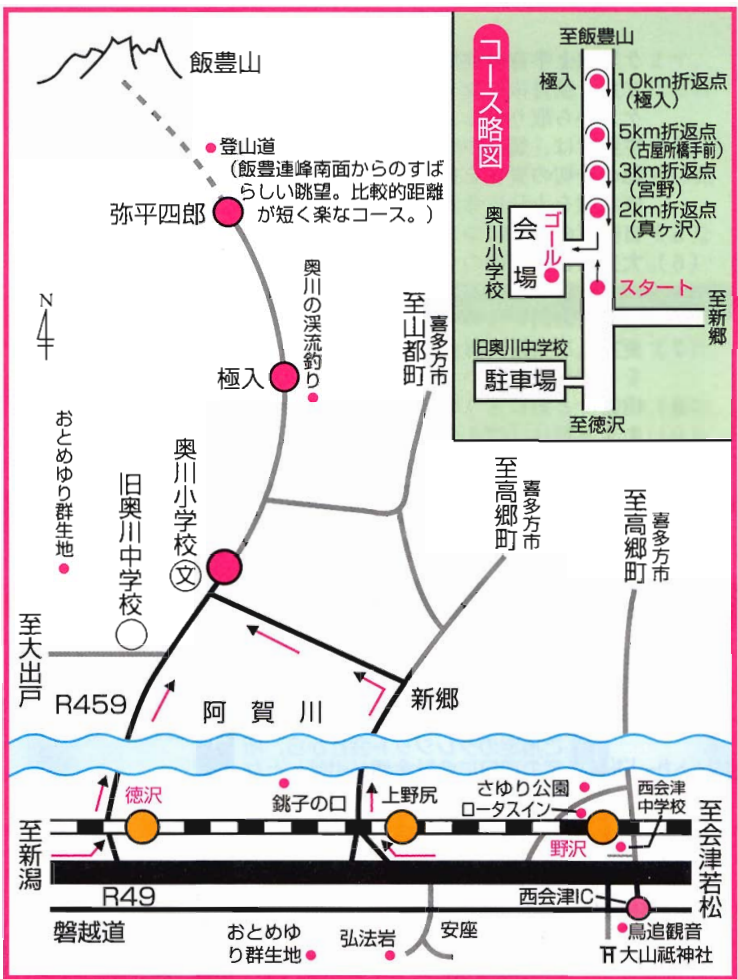 飯豊山
登山道
(飯豊連峰南面からのすば
らしい眺望。比較的距離
が短く楽なコース。)
弥平四郎
奥川の渓流釣り
N
極入
至山都町
喜多方市
おとめゆり群生地
旧奥川中学校
奥川小学校
文
至高郷町
喜多方市
至高郷町
喜多方市
至大出戸
R459
阿賀川
新郷
徳沢
銚子の口
上野尻
さゆり公園
ロータスイン
西会津
中学校
野沢
至新潟
至会津若松
R49
西会津IC
磐越道
おとめゆ
り群生地
弘法岩
安座
鳥追観音
大山祗神社
コース略図
至飯豊山
極入
10km折返点
(極入)
5km折返点
(古屋所橋手前)
3km折返点
(宮野)
2km折返点
(真ヶ沢)
奥川小学校
会場
ゴール
スタート
至新郷
旧奥川中学校
駐車場
至徳沢